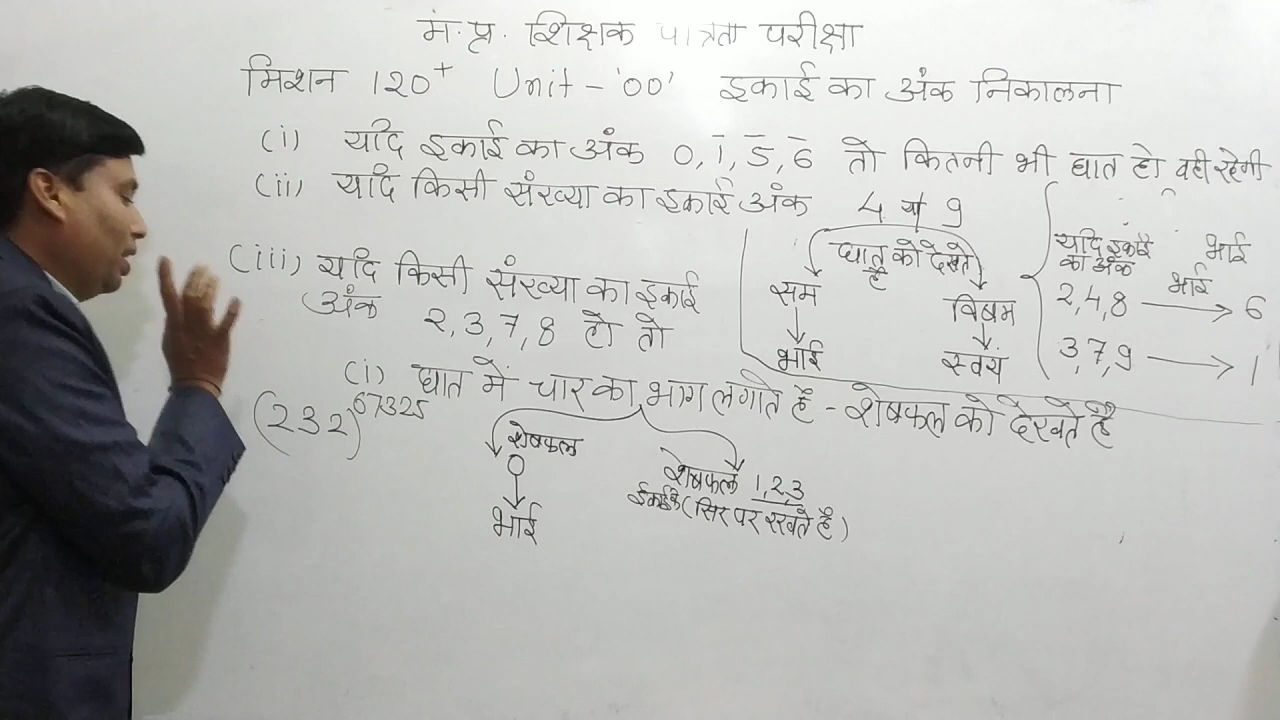 म.प्र. शिक्षक पात्रता परीक्षा
मिशन 120+ Unit - '00' इकाई का अंक निकालना
(i) यदि इकाई का अंक 0, 1, 5, 6 तो कितनी भी घात हो वही रहेगी
(ii) यदि किसी संख्या का इकाई अंक 4 या 9
घात को देखते है
सम
भाई
विषम
स्वयं
यदि इकाई का अंक
भाई
भाई
2,4,8 → 6
3,7,9 → 1
(iii) यदि किसी संख्या का इकाई
अंक 2,3,7,8 हो तो
(i) घात में चार का भाग लगाते है - शेषफल को देखते है
(232)^67325
शेषफल
0
भाई
शेषफल 1,2,3
इकाई के (सिर पर रखते है)